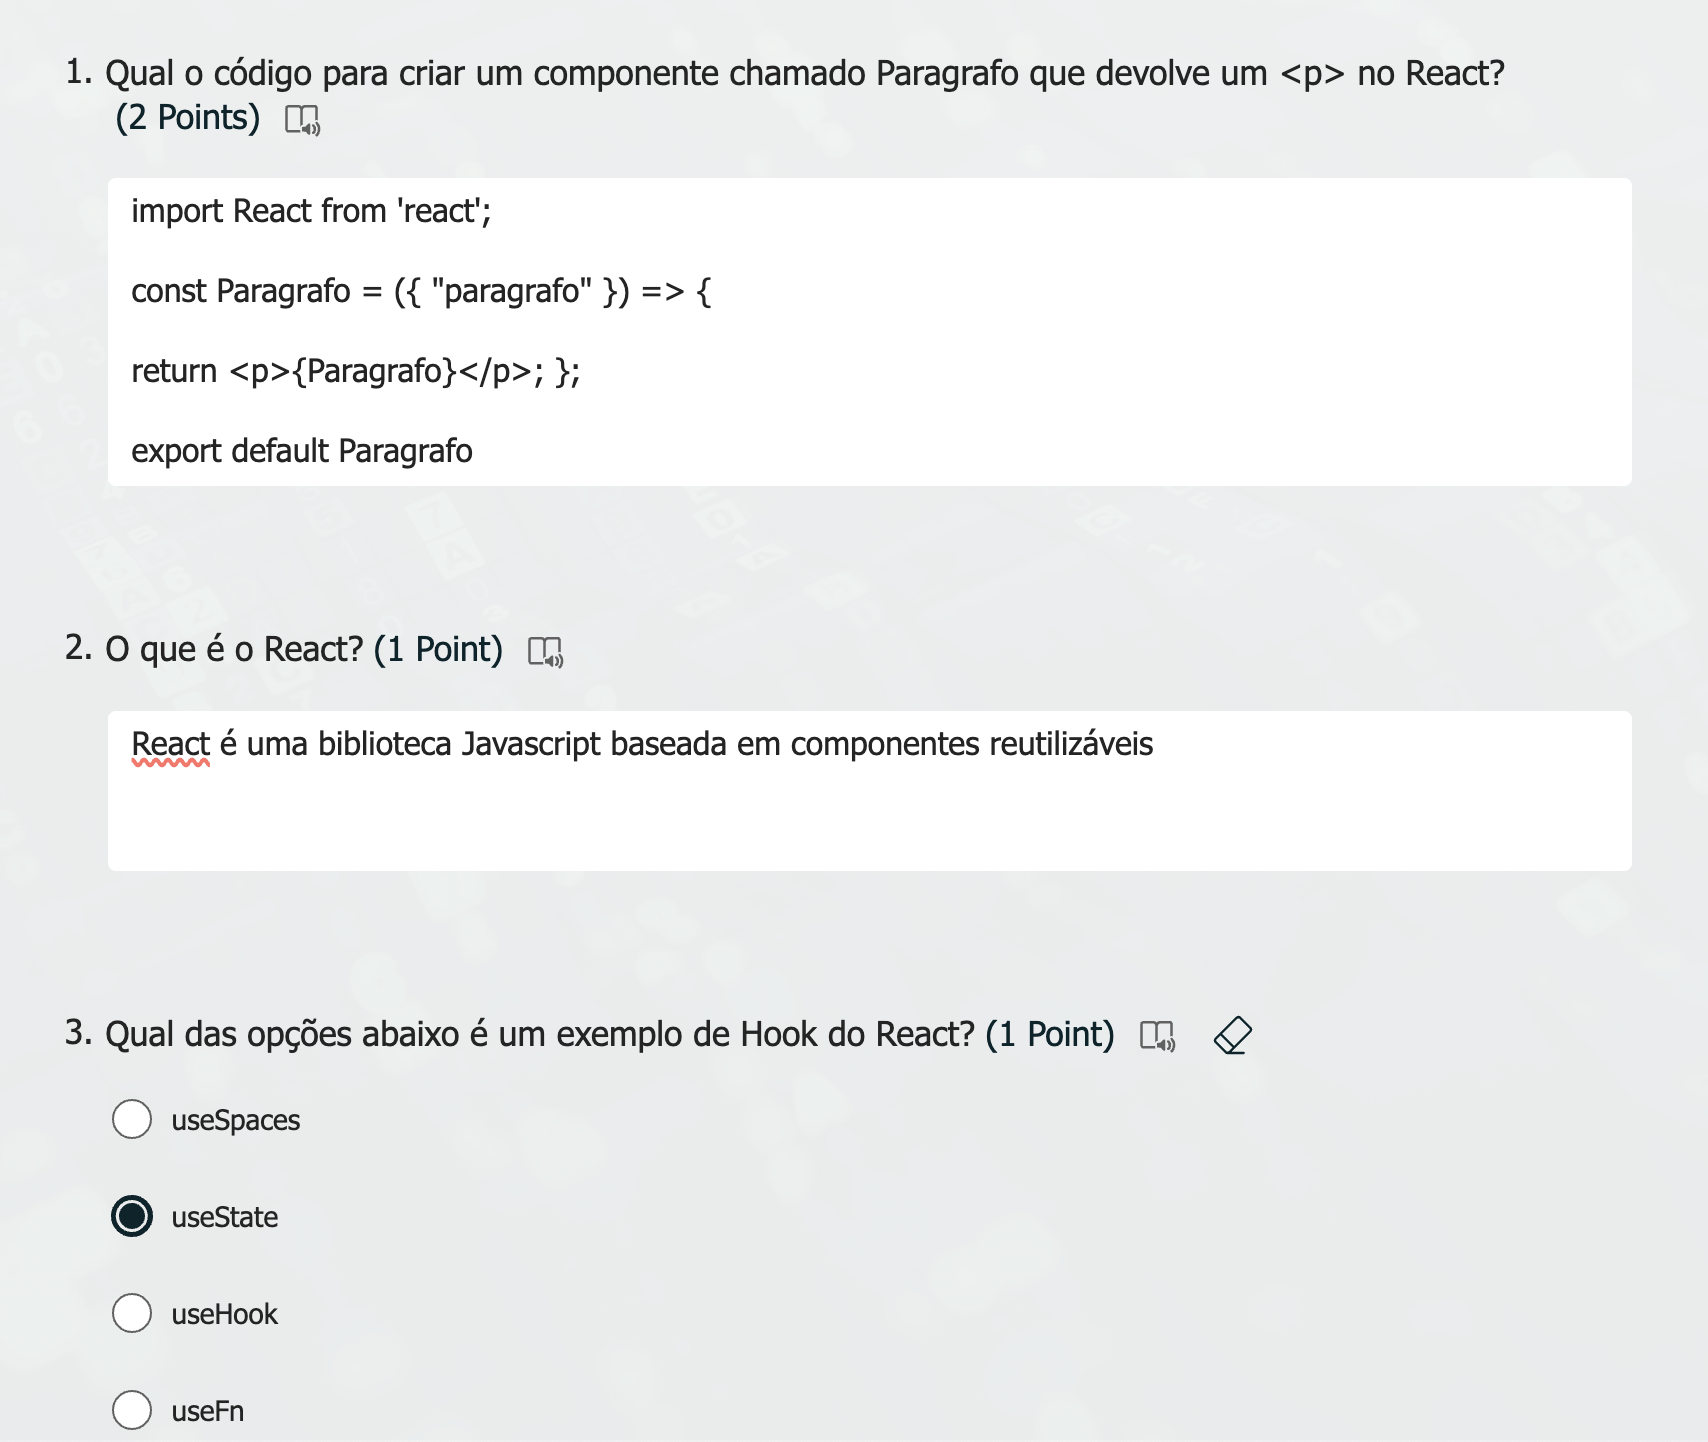 1. Qual o código para criar um componente chamado Paragrafo que devolve um <p> no React?
(2 Points)
import React from 'react';
const Paragrafo = ({ "paragrafo" }) => {
return <p>{Paragrafo}</p>; };
export default Paragrafo
2. O que é o React? (1 Point)
React é uma biblioteca Javascript baseada em componentes reutilizáveis
3. Qual das opções abaixo é um exemplo de Hook do React? (1 Point)
useSpaces
useState
useHook
useFn